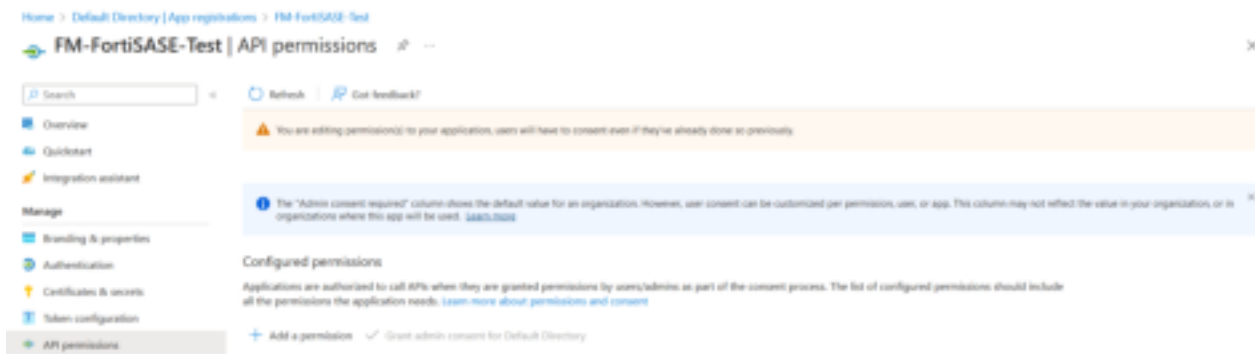 Home > Default Directory | App registrations > FM-FortiSASE-Test
FM-FortiSASE-Test | API permissions
Search
Refresh
Got feedback?
Overview
Quickstart
Integration assistant
Manage
Branding & properties
Authentication
Certificates & secrets
Token configuration
API permissions
You are editing permission(s) to your application, users will have to consent even if they've already done so previously.
The "Admin consent required" column shows the default value for an organization. However, user consent can be customized per permission, user, or app. This column may not reflect the value in your organization, or in
organizations where this app will be used. Learn more
Configured permissions
Applications are authorized to call APIs when they are granted permissions by users/admins as part of the consent process. The list of configured permissions should include
all the permissions the application needs. Learn more about permissions and consent
Add a permission
Grant admin consent for Default Directory